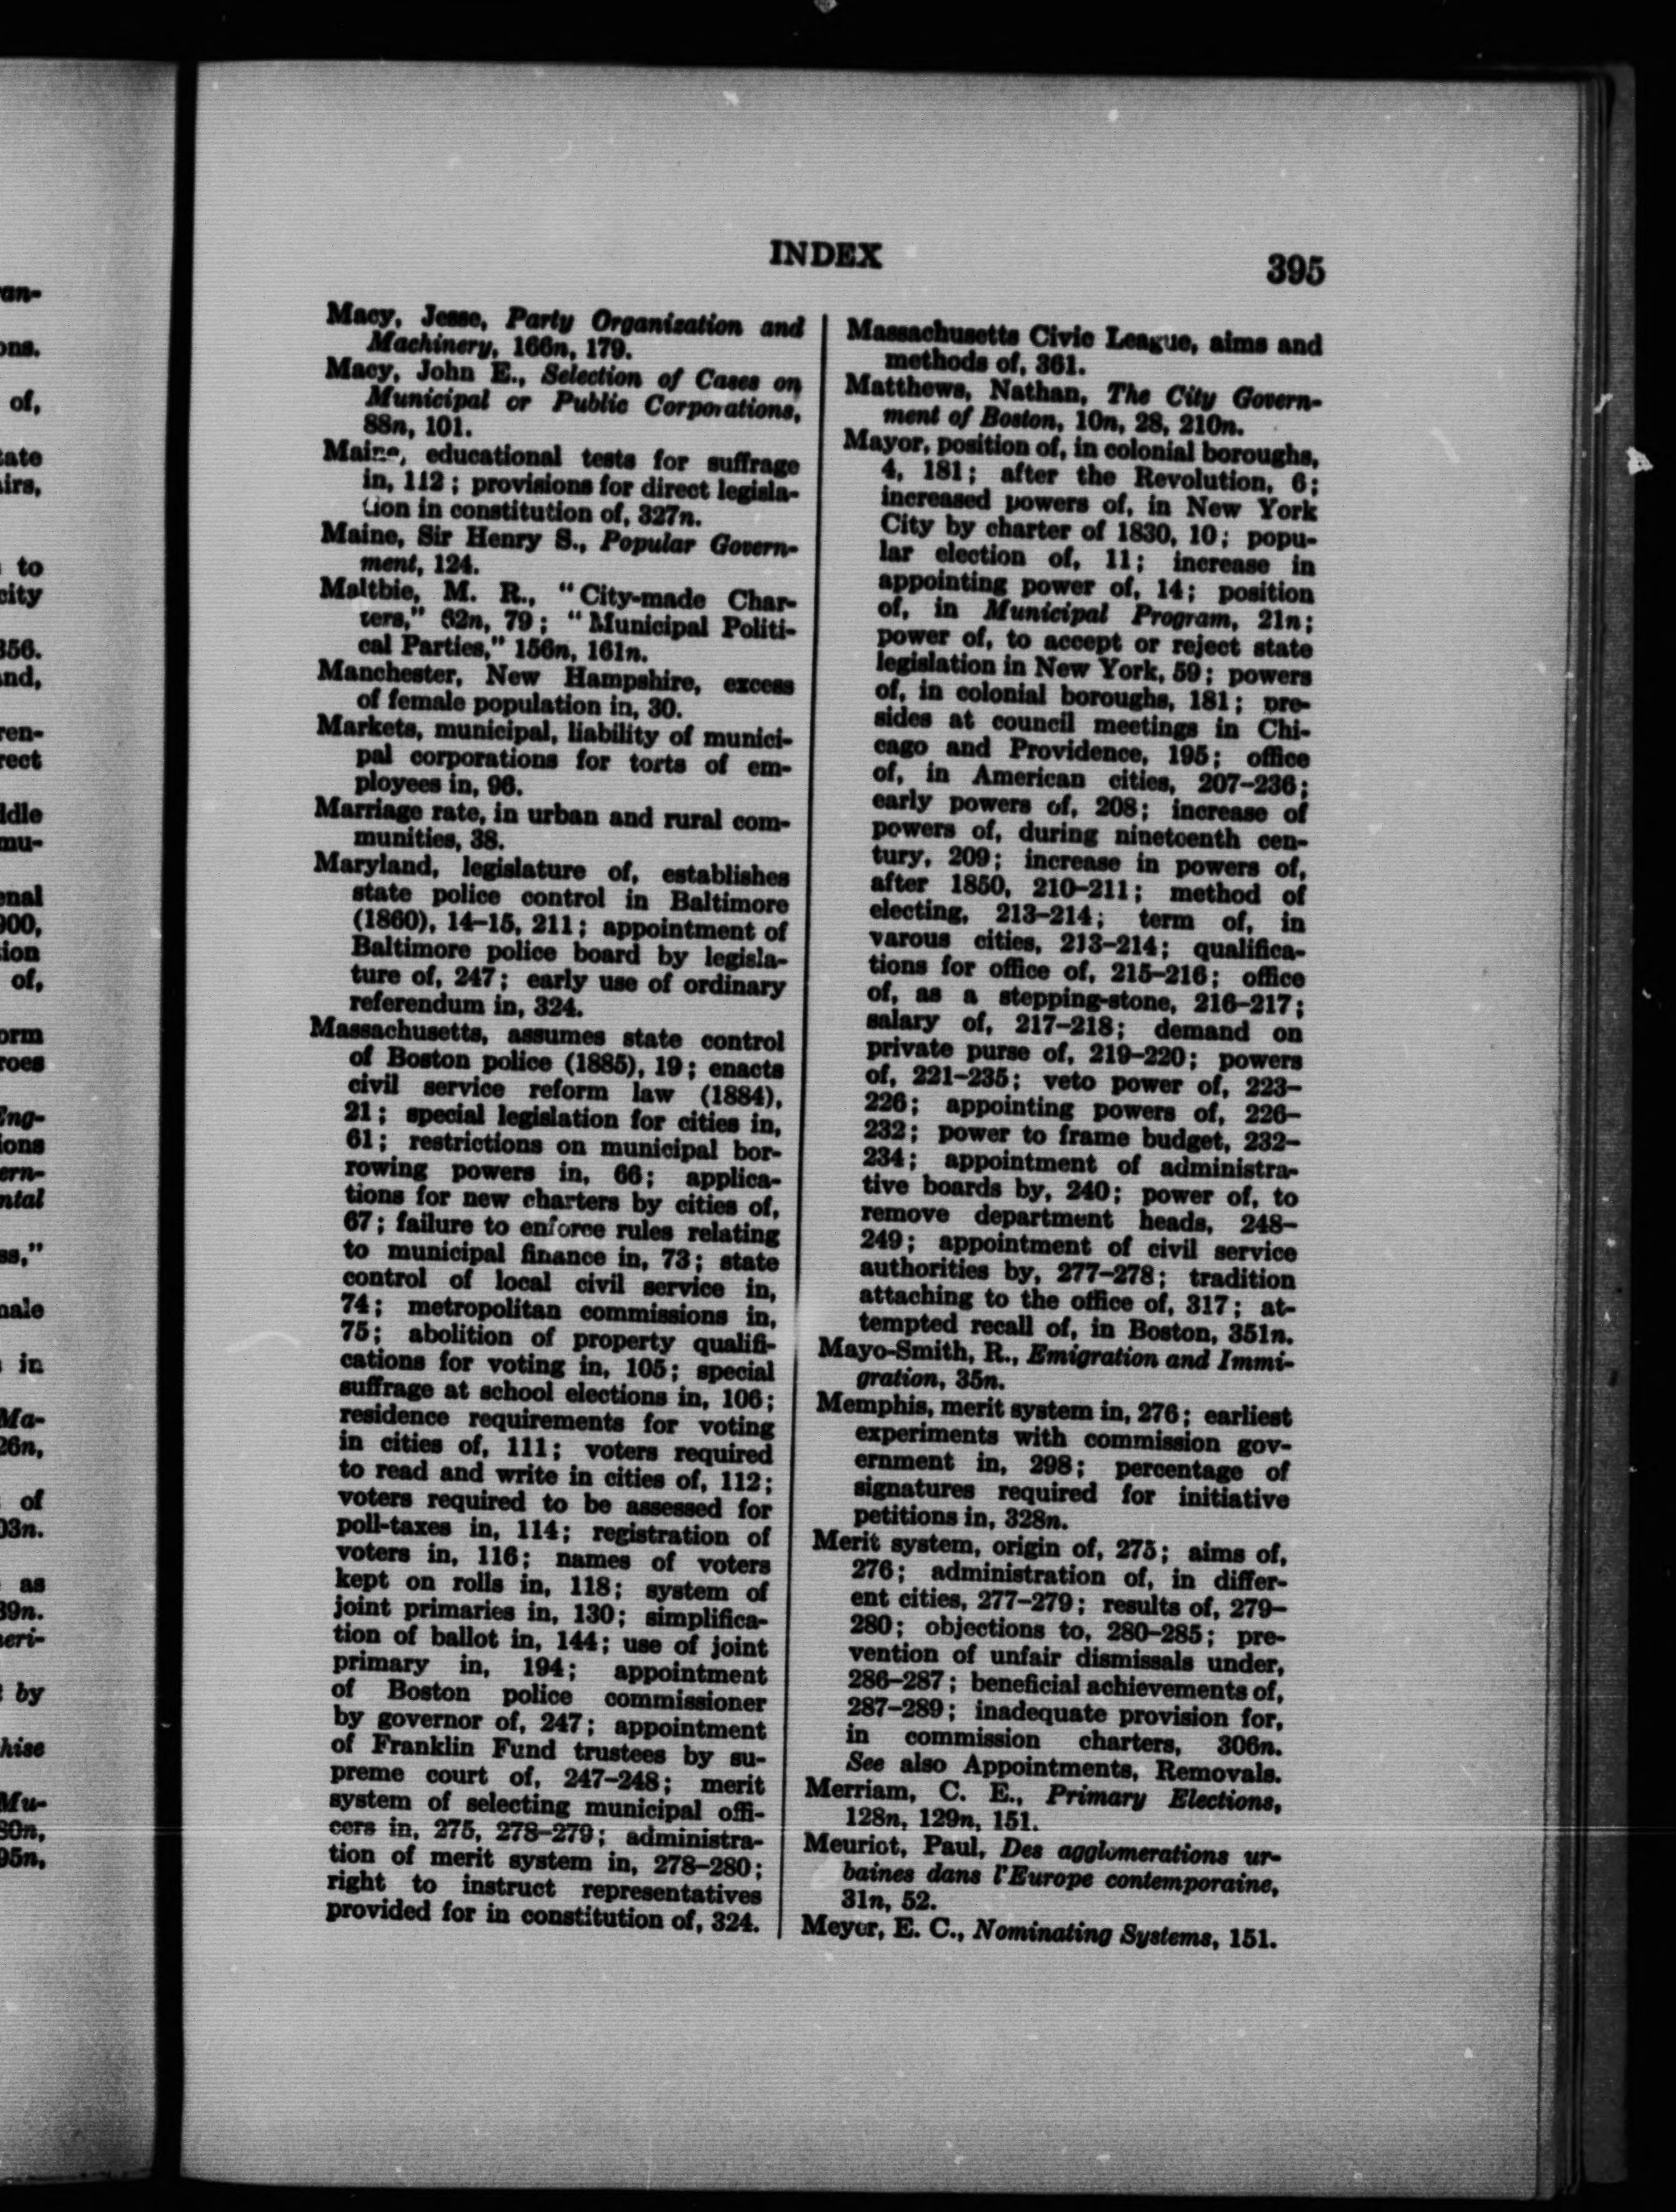 INDEX
395
Macy, Jesse, Party Organization and
Machinery, 166n, 179.
Macy, John E., Selection of Cases on
Municipal or Public Corporations,
88n, 101.
Maine, educational tests for suffrage
in, 112; provisions for direct legisla-
tion in constitution of, 327n.
Maine, Sir Henry S., Popular Govern-
ment, 124.
Maltbie, M. R., "City-made Char-
ters," 62n, 79; "Municipal Politi-
cal Parties," 156n, 161n.
Manchester, New Hampshire, excess
of female population in, 30.
Markets, municipal, liability of munici-
pal corporations for torts of em-
ployees in, 96.
Marriage rate, in urban and rural com-
munities, 38.
Maryland, legislature of, establishes
state police control in Baltimore
(1860), 14-15, 211; appointment of
Baltimore police board by legisla-
ture of, 247; early use of ordinary
referendum in, 324.
Massachusetts, assumes state control
of Boston police (1885), 19; enacts
civil service reform law (1884),
21; special legislation for cities in,
61; restrictions on municipal bor-
rowing powers in, 66; applica-
tions for new charters by cities of,
67; failure to enforce rules relating
to municipal finance in, 73; state
control of local civil service in,
74; metropolitan commissions in,
75; abolition of property qualifi-
cations for voting in, 105; special
suffrage at school elections in, 106;
residence requirements for voting
in cities of, 111; voters required
to read and write in cities of, 112;
voters required to be assessed for
poll-taxes in, 114; registration of
voters in, 116; names of voters
kept on rolls in, 118; system of
joint primaries in, 130; simplifica-
tion of ballot in, 144; use of joint
primary in, 194; appointment
of Boston police commissioner
by governor of, 247; appointment
of Franklin Fund trustees by su-
preme court of, 247-248; merit
system of selecting municipal offi-
cers in, 275, 278-279; administra-
tion of merit system in, 278-280;
right to instruct representatives
provided for in constitution of, 324.
Massachusetts Civic League, aims and
methods of, 361.
Matthews, Nathan, The City Govern-
ment of Boston, 10n, 28, 210n.
Mayor, position of, in colonial boroughs,
4, 181; after the Revolution, 6;
increased powers of, in New York
City by charter of 1830, 10; popu-
lar election of, 11; increase in
appointing power of, 14; position
of, in Municipal Program, 21n;
power of, to accept or reject state
legislation in New York, 59; powers
of, in colonial boroughs, 181; pre-
sides at council meetings in Chi-
cago and Providence, 195; office
of, in American cities, 207-236;
early powers of, 208; increase of
powers of, during nineteenth cen-
tury, 209; increase in powers of,
after 1850, 210-211; method of
electing, 213-214; term of, in
varous cities, 213-214; qualifica-
tions for office of, 215-216; office
of, as a stepping-stone, 216-217;
salary of, 217-218; demand on
private purse of, 219-220; powers
of, 221-235; veto power of, 223-
226; appointing powers of, 226-
232; power to frame budget, 232-
234; appointment of administra-
tive boards by, 240; power of, to
remove department heads, 248-
249; appointment of civil service
authorities by, 277-278; tradition
attaching to the office of, 317; at-
tempted recall of, in Boston, 351n.
Mayo-Smith, R., Emigration and Immi-
gration, 35n.
Memphis, merit system in, 276; earliest
experiments with commission gov-
ernment in, 298; percentage of
signatures required for initiative
petitions in, 328n.
Merit system, origin of, 275; aims of,
276; administration of, in differ-
ent cities, 277-279; results of, 279-
280; objections to, 280-285; pre-
vention of unfair dismissals under,
286-287; beneficial achievements of,
287-289; inadequate provision for,
in commission charters, 306n.
See also Appointments, Removals.
Merriam, C. E., Primary Elections,
128n, 129n, 151.
Meuriot, Paul, Des agglomerations ur-
baines dans l'Europe contemporaine,
31n, 52.
Meyer, E. C., Nominating Systems, 151.